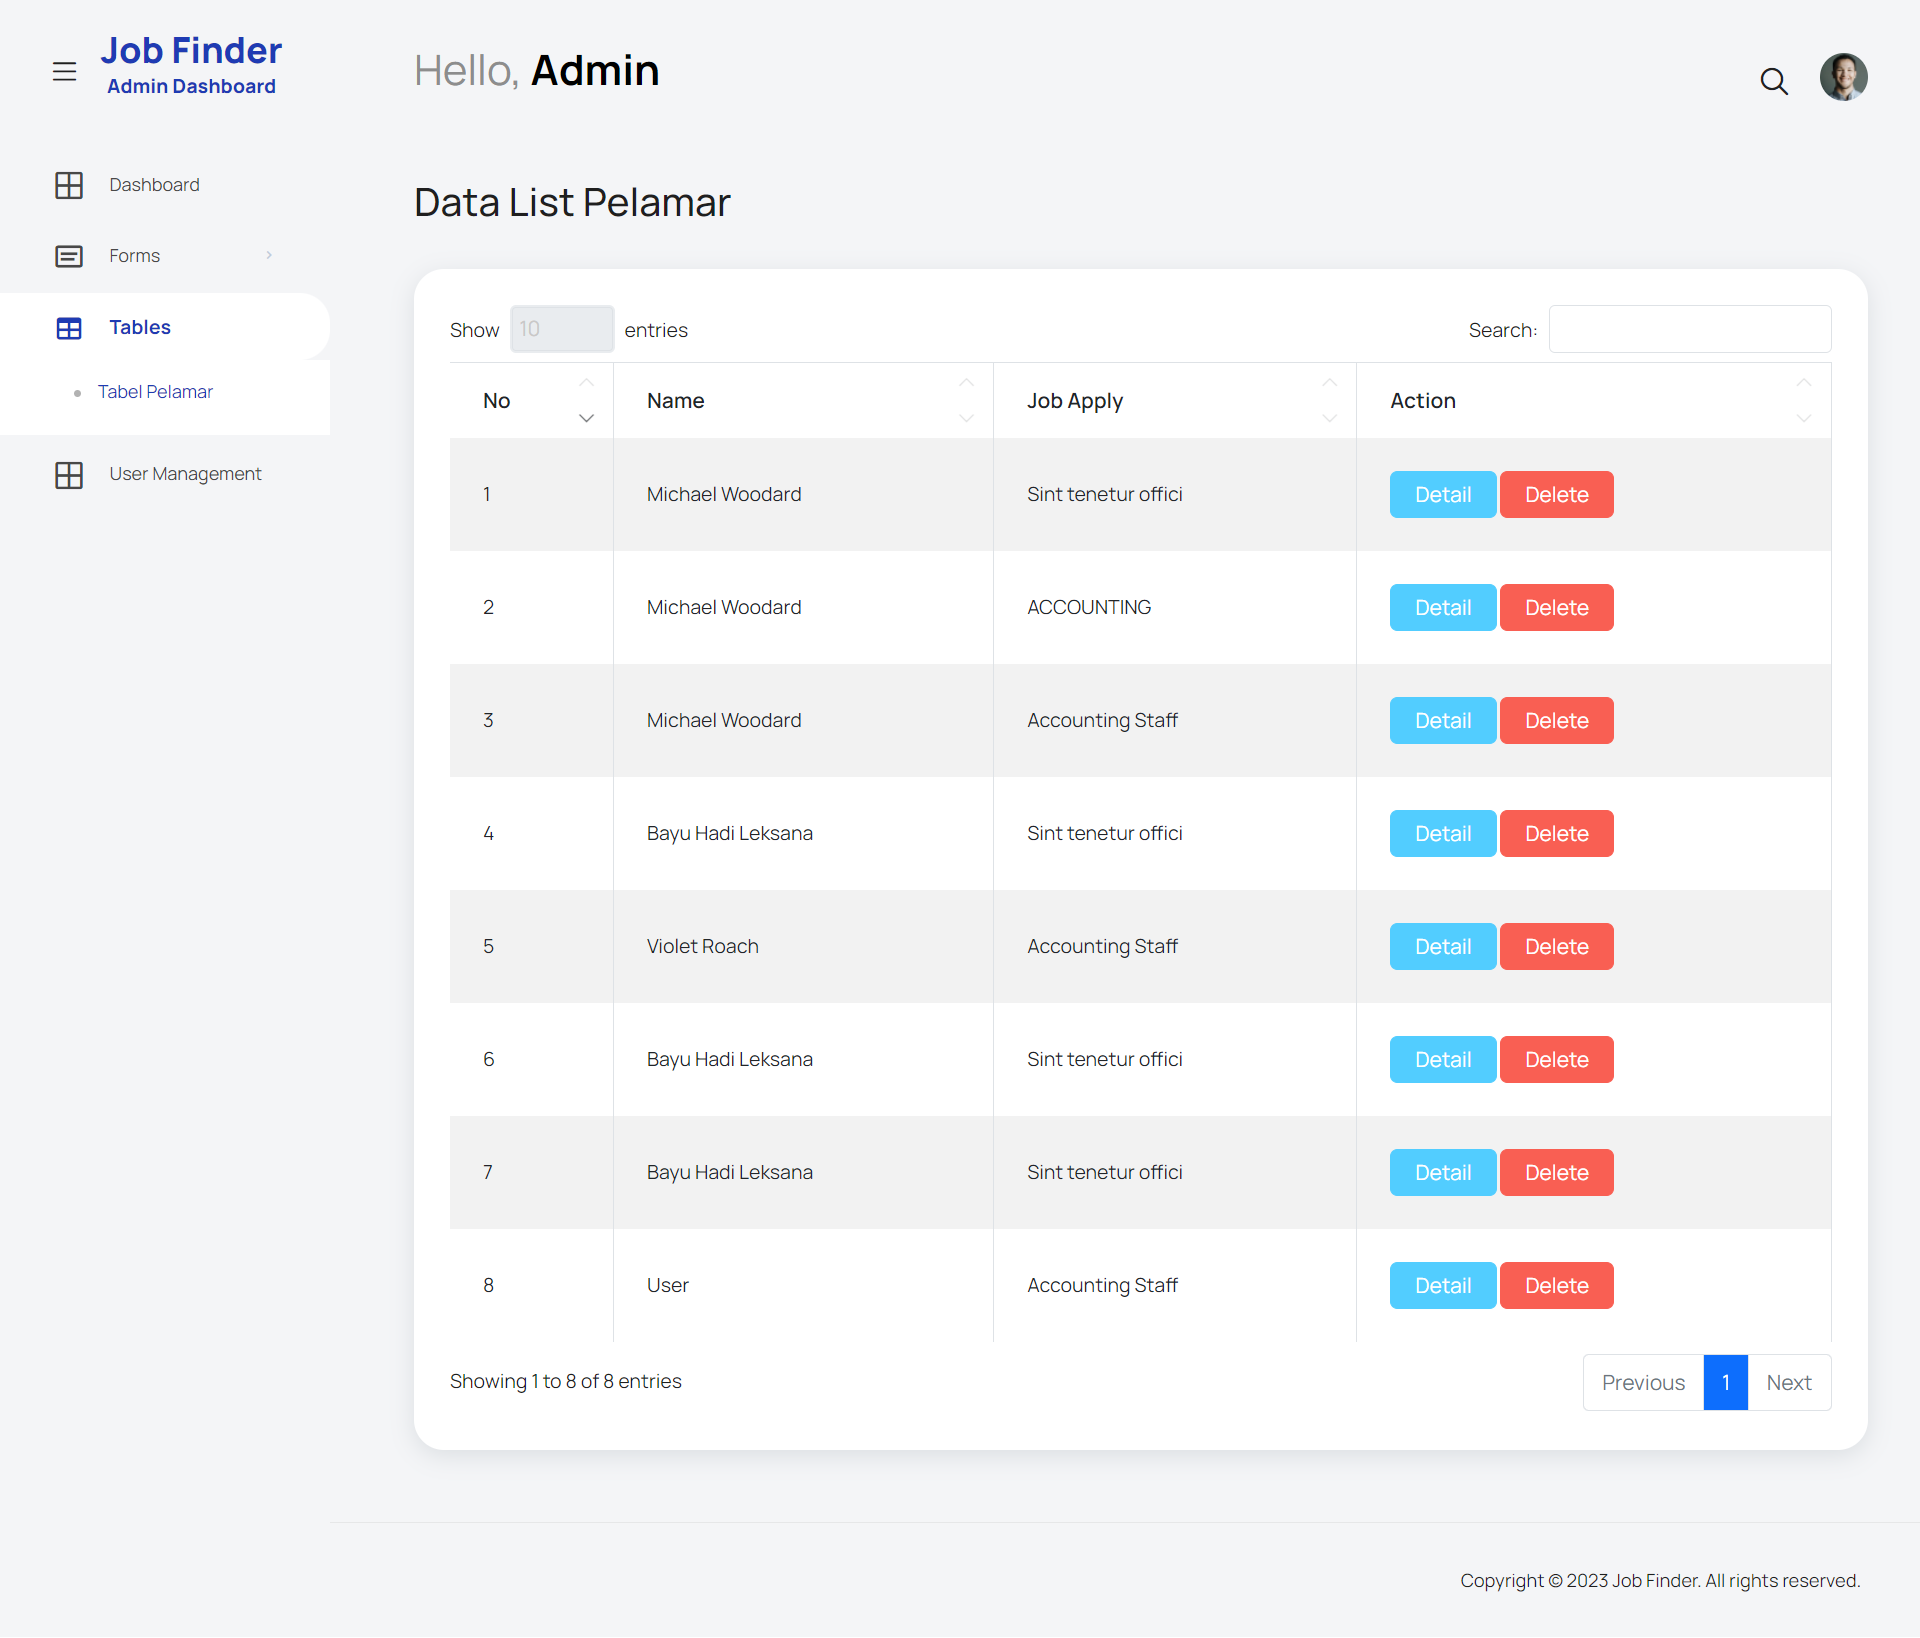 Job Finder
Admin Dashboard
Hello, Admin
Dashboard
Forms
Tables
Tabel Pelamar
User Management
Data List Pelamar
Show 10 entries
Search:
No Name Job Apply Action
1 Michael Woodard Sint tenetur offici Detail Delete
2 Michael Woodard ACCOUNTING Detail Delete
3 Michael Woodard Accounting Staff Detail Delete
4 Bayu Hadi Leksana Sint tenetur offici Detail Delete
5 Violet Roach Accounting Staff Detail Delete
6 Bayu Hadi Leksana Sint tenetur offici Detail Delete
7 Bayu Hadi Leksana Sint tenetur offici Detail Delete
8 User Accounting Staff Detail Delete
Showing 1 to 8 of 8 entries
Previous 1 Next
Copyright © 2023 Job Finder. All rights reserved.